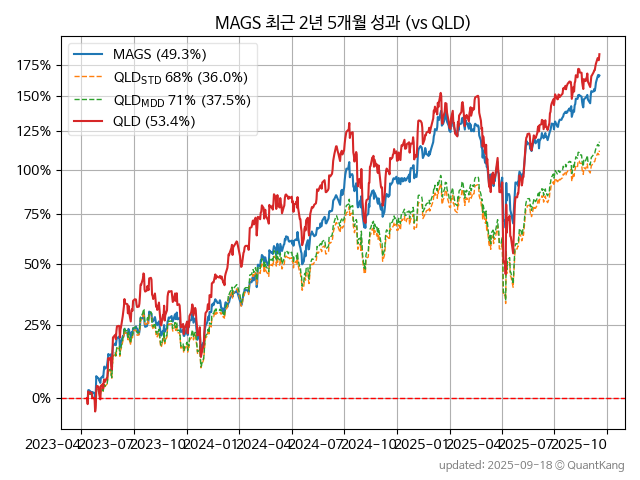 MAGS 최근 2년 5개월 성과 (vs QLD)
MAGS (49.3%)
QLD_STD 68% (36.0%)
QLD_MDD 71% (37.5%)
QLD (53.4%)
175%
150%
125%
100%
75%
50%
25%
0%
2023-04 2023-07 2023-10 2024-01 2024-04 2024-07 2024-10 2025-01 2025-04 2025-07 2025-10
updated: 2025-09-18 © QuantKang